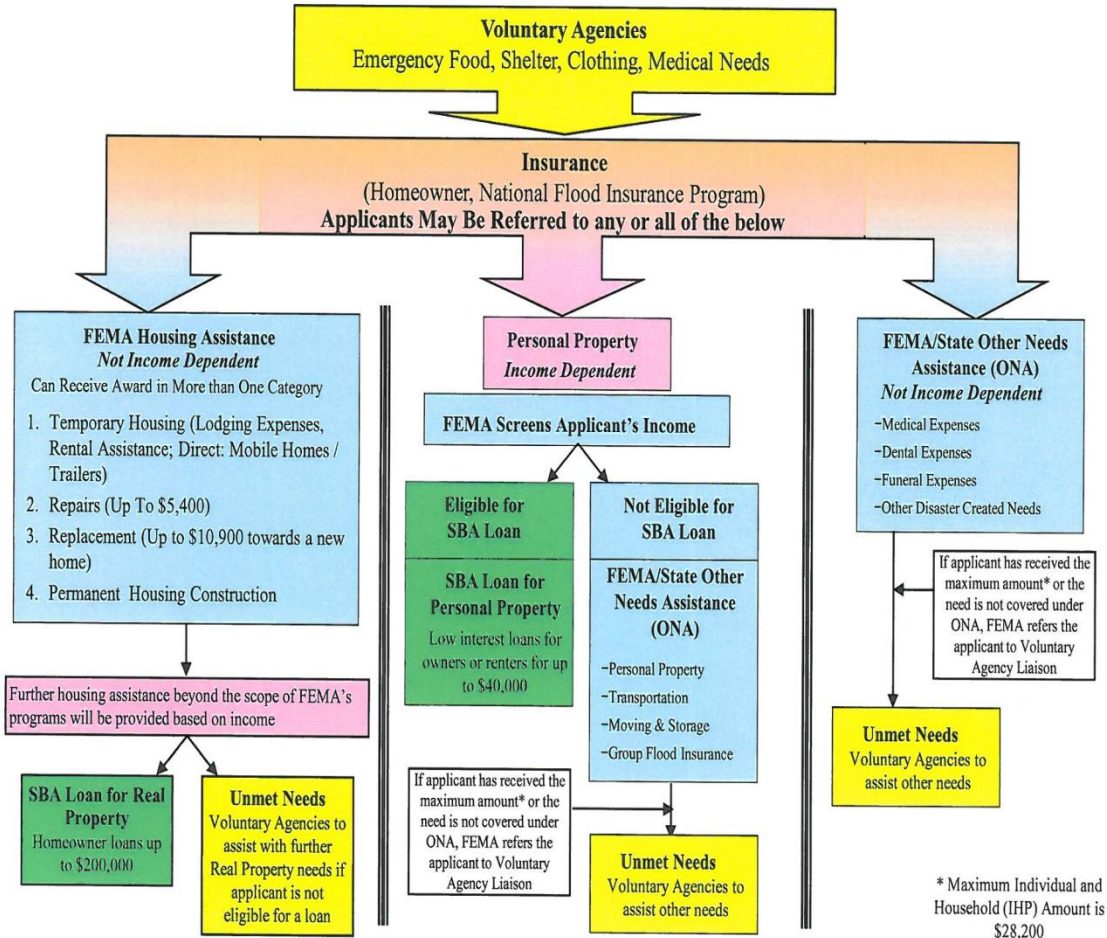 Voluntary Agencies
Emergency Food, Shelter, Clothing, Medical Needs
Insurance
(Homeowner, National Flood Insurance Program)
Applicants May Be Referred to any or all of the below
FEMA Housing Assistance
Not Income Dependent
Can Receive Award in More than One Category
1. Temporary Housing (Lodging Expenses,
Rental Assistance; Direct: Mobile Homes /
Trailers)
2. Repairs (Up To $5,400)
3. Replacement (Up to $10,900 towards a new
home)
4. Permanent Housing Construction
Further housing assistance beyond the scope of FEMA's
programs will be provided based on income
SBA Loan for Real
Property
Homeowner loans up
to $200,000
Unmet Needs
Voluntary Agencies to
assist with further
Real Property needs if
applicant is not
eligible for a loan
Personal Property
Income Dependent
FEMA Screens Applicant's Income
Eligible for
SBA Loan
SBA Loan for
Personal Property
Low interest loans for
owners or renters for up
to $40,000
Not Eligible for
SBA Loan
FEMA/State Other
Needs Assistance
(ONA)
-Personal Property
-Transportation
-Moving & Storage
-Group Flood Insurance
If applicant has received the
maximum amount* or the
need is not covered under
ONA, FEMA refers the
applicant to Voluntary
Agency Liaison
Unmet Needs
Voluntary Agencies to
assist other needs
FEMA/State Other Needs
Assistance (ONA)
Not Income Dependent
-Medical Expenses
-Dental Expenses
-Funeral Expenses
-Other Disaster Created Needs
If applicant has received the
maximum amount* or the
need is not covered under
ONA, FEMA refers the
applicant to Voluntary
Agency Liaison
Unmet Needs
Voluntary Agencies to
assist other needs
* Maximum Individual and
Household (IHP) Amount is
$28,200